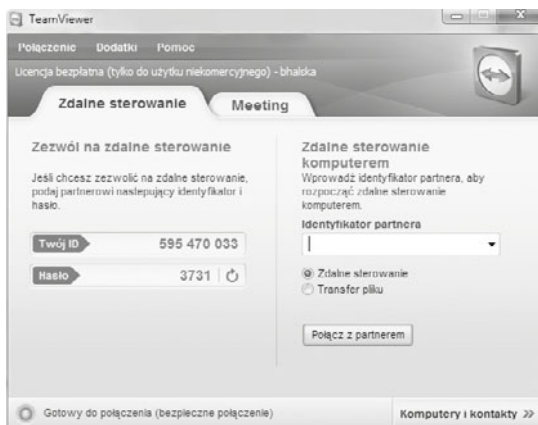 TeamViewer
Połączenie Dodatki Pomoc
Licencja bezpłatna (tylko do użytku niekomercyjnego) - bhalska
Zdalne sterowanie Meeting
Zezwól na zdalne sterowanie
Jeśli chcesz zezwolić na zdalne sterowanie,
podaj partnerowi następujący identyfikator i
hasło.
Twój ID 595 470 033
Hasło 3731
Zdalne sterowanie
komputerem
Wprowadź identyfikator partnera, aby
rozpocząć zdalne sterowanie
komputerem.
Identyfikator partnera
Zdalne sterowanie
Transfer pliku
Połącz z partnerem
Gotowy do połączenia (bezpieczne połączenie)
Komputery i kontakty >>